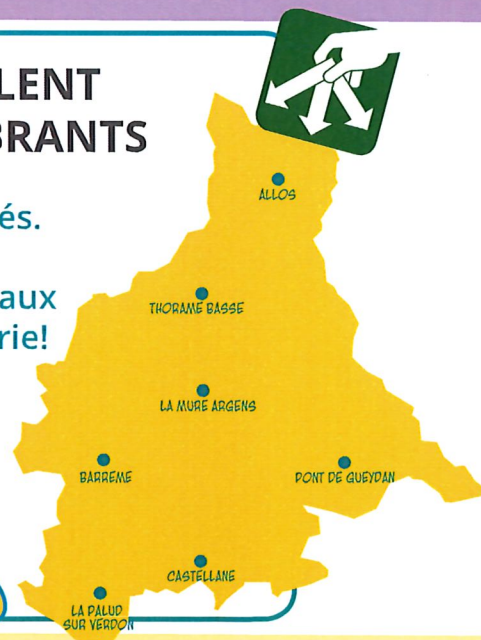 LENT
BRANTS
és.
aux
rie!
ALLOS
THORAME BASSE
LA MURE ARGENS
BARREME
PONT DE QUEYDAN
CASTELLANE
LA PALUD
SUR VERDON